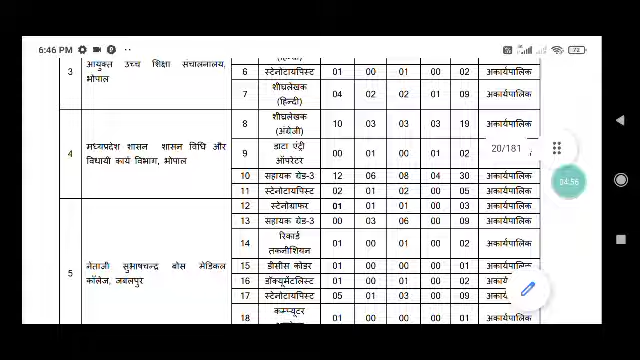 6:46 PM
72
3 आयुक्त उच्च शिक्षा संचालनालय, भोपाल
6 स्टेनोटायपिस्ट 01 00 01 00 02 अकार्यपालिक
7 शीघ्रलेखक (हिन्दी) 04 02 02 01 09 अकार्यपालिक
4 मध्यप्रदेश शासन शासन विधि और विधायी कार्य विभाग, भोपाल
8 शीघ्रलेखक (अंग्रेजी) 10 03 03 03 19 अकार्यपालिक
9 डाटा एंट्री ऑपरेटर 00 01 00 01 02
20/181
10 सहायक ग्रेड-3 12 06 08 04 30 अकार्यपालिक
04:56
11 स्टेनोटायपिस्ट 02 01 02 00 05 अकार्यपालिक
5 नेताजी सुभाषचन्द्र बोस मेडिकल कॉलेज, जबलपुर
12 स्टेनोग्राफर 01 01 01 00 03 अकार्यपालिक
13 सहायक ग्रेड-3 00 03 06 00 09 अकार्यपालिक
14 रिकार्ड तकनीशियन 01 00 01 00 02 अकार्यपालिक
15 डीसीस कोडर 01 00 00 00 01 अकार्यपालिक
16 डॉक्यूमेंटलिस्ट 01 00 01 00 02
17 स्टेनोटायपिस्ट 05 01 03 00 09
18 कम्प्यूटर 01 00 00 00 01 अकार्यपालिक